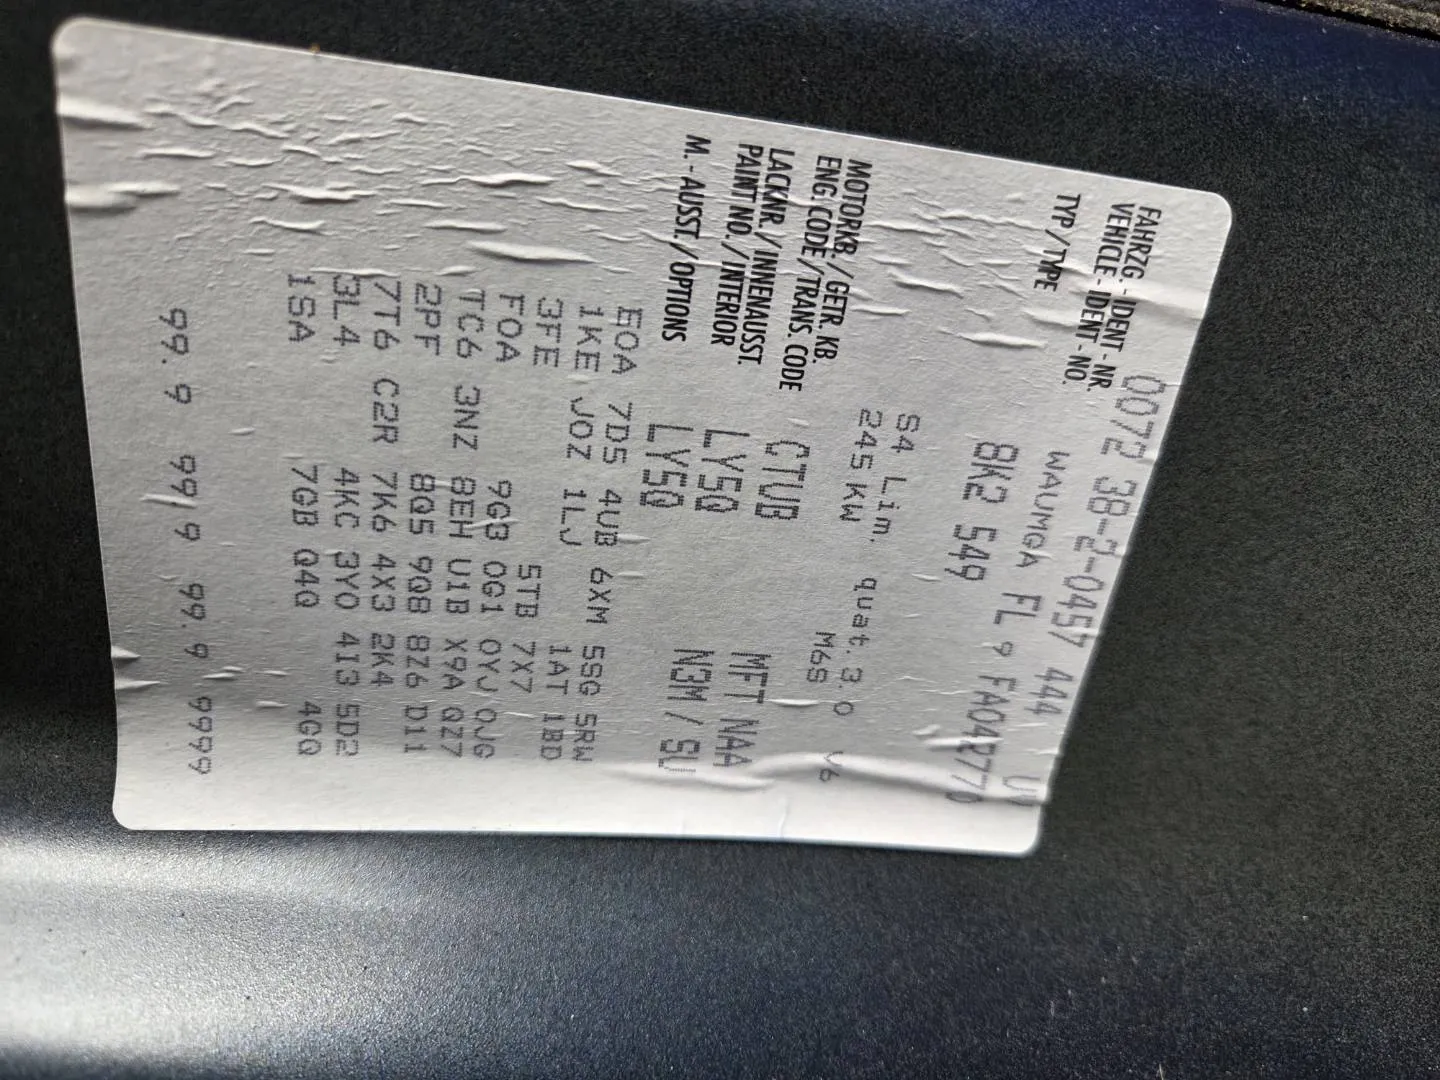 FAHRZG. - IDENT - NR.
VEHICLE - IDENT - NO.
0072 38-2-0457 444
WAUMGA FL 9 FA042770
TYP / TYPE
8K2 549
S4 Lim. quat. 3.0 V6
245 KW M6S
MOTORKB. / GETR. KB.
ENG. CODE / TRANS. CODE
CTUB MFT NAA
LACKNR. / INNENAUSST.
PAINT NO. / INTERIOR
LY5Q N3M / SU
LY5Q
M. - AUSST. / OPTIONS
E0A 7D5 4UB 6XM 5SG 5RW
1KE J0Z 1LJ 1AT 1BD
3FE 5TB 7X7
F0A 9G3 0G1 0YJ 0JG
TC6 3NZ 8EH U1B X9A QZ7
2PF 8Q5 9Q8 8Z6 D11
7T6 C2R 7K6 4X3 2K4
3L4 4KC 3Y0 4I3 5D2
1SA 7GB Q4Q 4GQ
99.9 99.9 99.9 9999